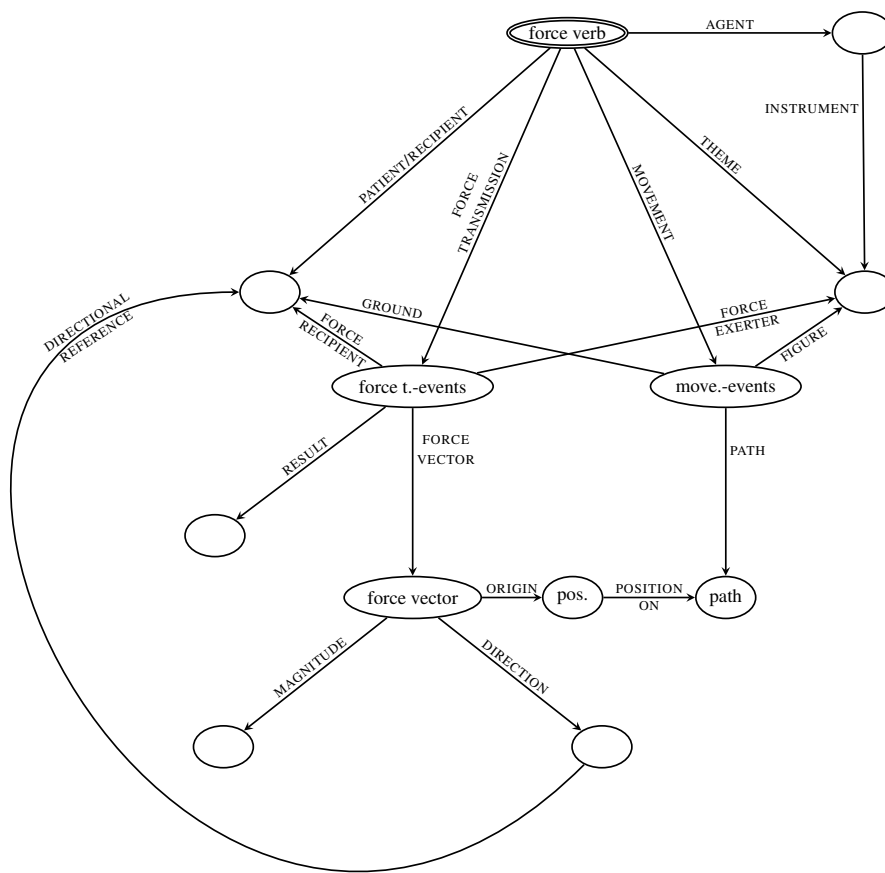 force verb
AGENT
INSTRUMENT
PATIENT/RECIPIENT
FORCE
TRANSMISSION
MOVEMENT
THEME
DIRECTIONAL
REFERENCE
GROUND
FORCE
RECIPIENT
FORCE
EXERTER
FIGURE
force t.-events
move.-events
RESULT
FORCE
VECTOR
PATH
force vector
ORIGIN
pos.
POSITION
ON
path
MAGNITUDE
DIRECTION